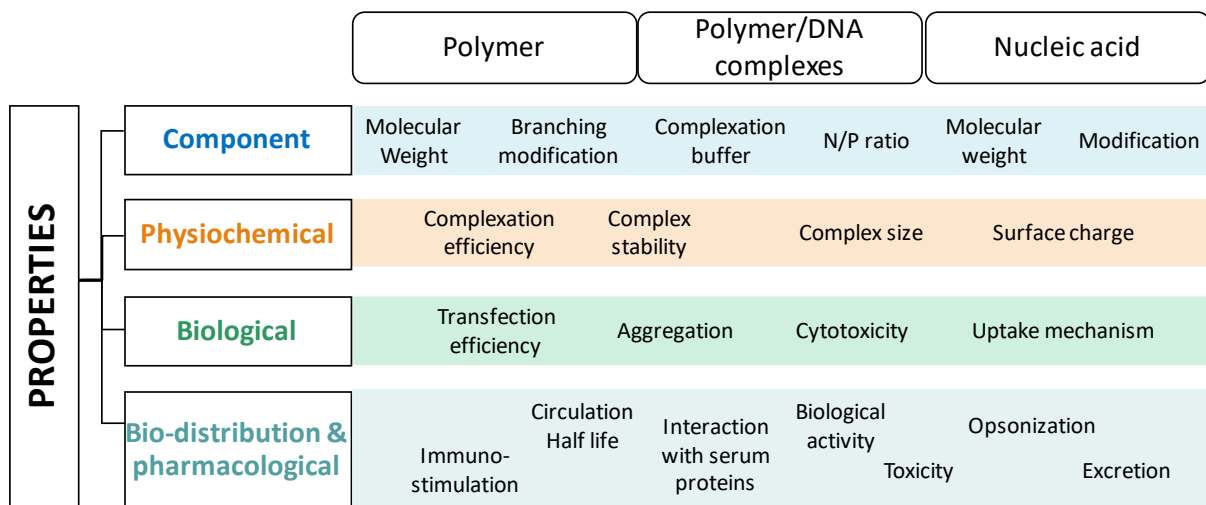 Polymer
Polymer/DNA
complexes
Nucleic acid
PROPERTIES
Component
Molecular
Weight
Branching
modification
Complexation
buffer
N/P ratio
Molecular
weight
Modification
Physiochemical
Complexation
efficiency
Complex
stability
Complex size
Surface charge
Biological
Transfection
efficiency
Aggregation
Cytotoxicity
Uptake mechanism
Bio-distribution &
pharmacological
Immuno-
stimulation
Circulation
Half life
Interaction
with serum
proteins
Biological
activity
Toxicity
Opsonization
Excretion